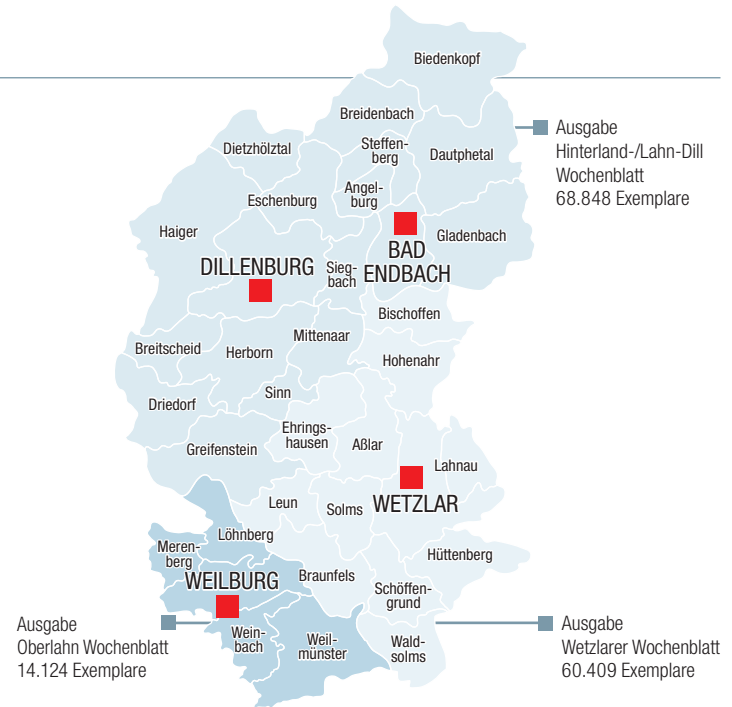 Biedenkopf
Breidenbach
Ausgabe
Hinterland-/Lahn-Dill
Wochenblatt
68.848 Exemplare
Dietzhölztal
Steffen-
berg
Dautphetal
Eschenburg
Angel-
burg
Haiger
Gladenbach
BAD
ENDBACH
DILLENBURG
Sieg-
bach
Bischoffen
Breitscheid
Herborn
Mittenaar
Hohenahr
Driedorf
Sinn
Ehrings-
hausen
Aßlar
Greifenstein
Lahnau
WETZLAR
Leun
Solms
Löhnberg
Meren-
berg
Hüttenberg
WEILBURG
Braunfels
Schöffen-
grund
Ausgabe
Oberlahn Wochenblatt
14.124 Exemplare
Wein-
bach
Weil-
münster
Wald-
solms
Ausgabe
Wetzlarer Wochenblatt
60.409 Exemplare